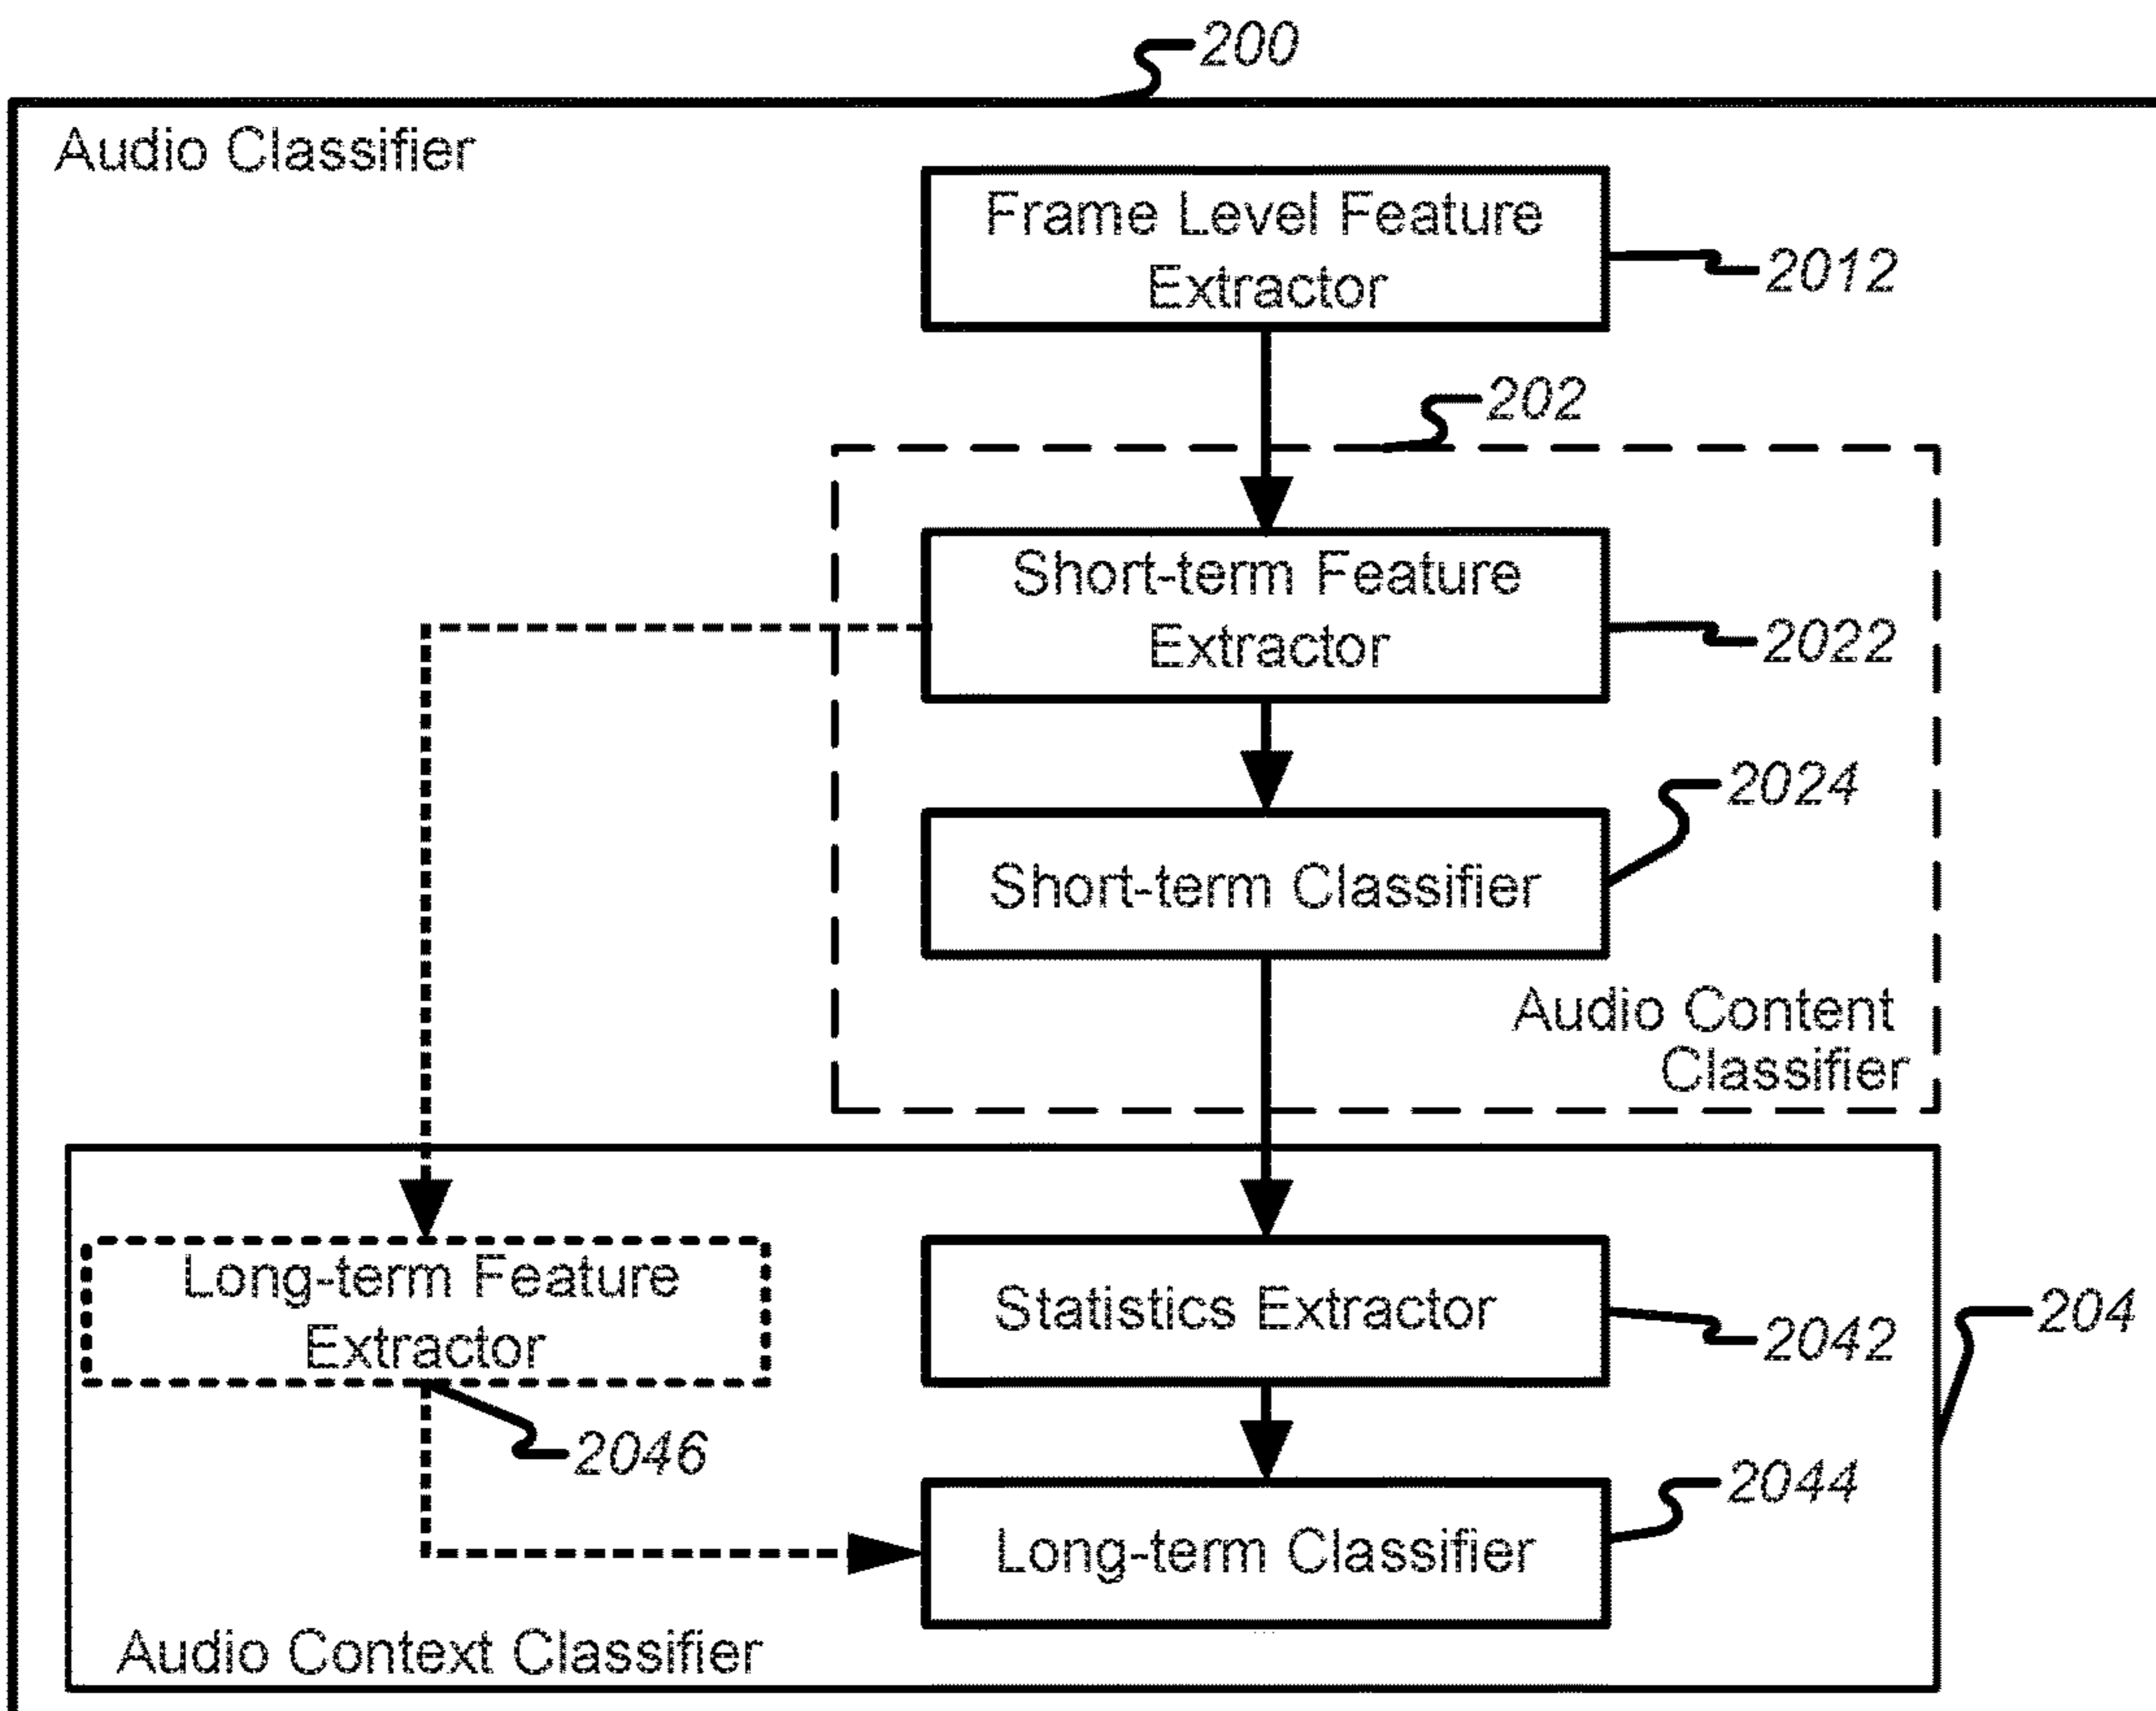 200
Audio Classifier
Frame Level Feature
Extractor
2012
202
Short-term Feature
Extractor
2022
2024
Short-term Classifier
Audio Content
Classifier
Long-term Feature
Extractor
Statistics Extractor
2042
204
2046
2044
Long-term Classifier
Audio Context Classifier